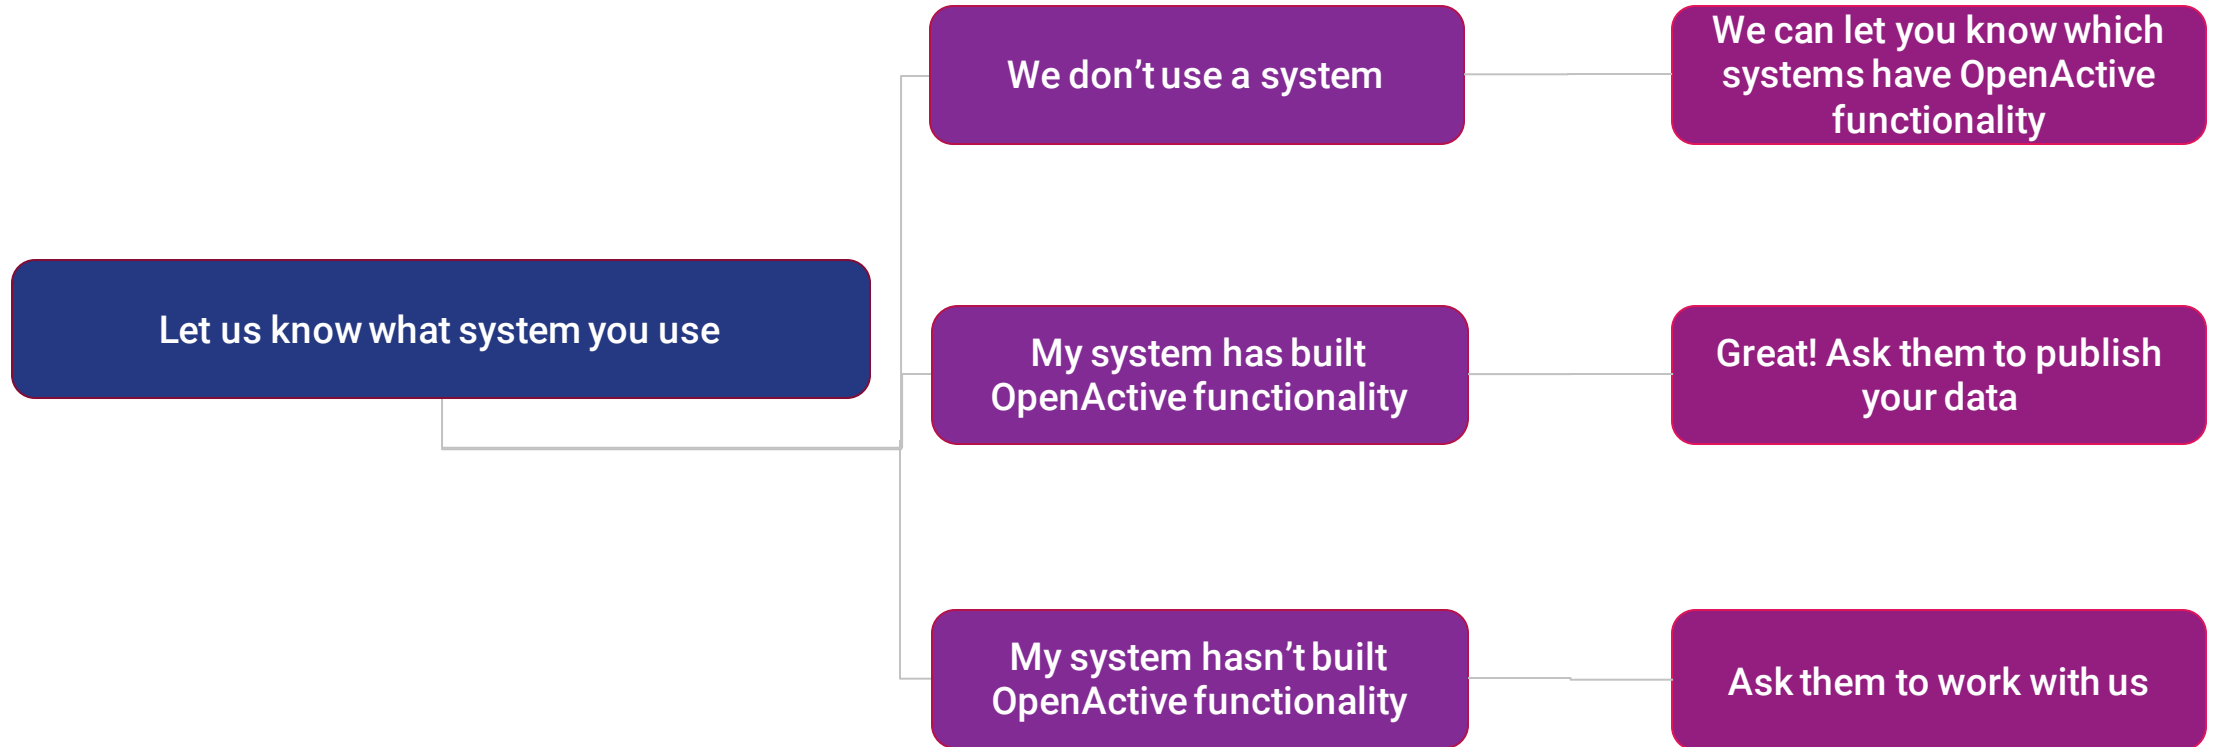 Let us know what system you use
We don't use a system
We can let you know which
systems have OpenActive
functionality
My system has built
OpenActive functionality
Great! Ask them to publish
your data
My system hasn't built
OpenActive functionality
Ask them to work with us